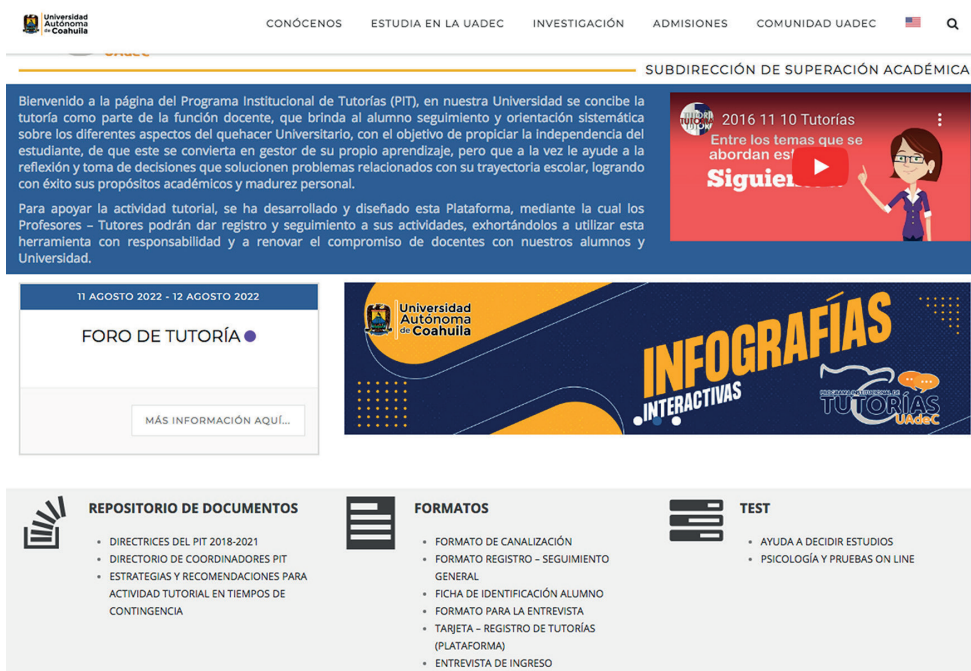 Universidad
Autónoma
de Coahuila
CONÓCENOS
ESTUDIA EN LA UADEC
INVESTIGACIÓN
ADMISIONES
COMUNIDAD UADEC
UAdeC
SUBDIRECCIÓN DE SUPERACIÓN ACADÉMICA
Bienvenido a la página del Programa Institucional de Tutorías (PIT), en nuestra Universidad se concibe la
tutoría como parte de la función docente, que brinda al alumno seguimiento y orientación sistemática
sobre los diferentes aspectos del quehacer Universitario, con el objetivo de propiciar la independencia del
estudiante, de que este se convierta en gestor de su propio aprendizaje, pero que a la vez le ayude a la
reflexión y toma de decisiones que solucionen problemas relacionados con su trayectoria escolar, logrando
con éxito sus propósitos académicos y madurez personal.
Para apoyar la actividad tutorial, se ha desarrollado y diseñado esta Plataforma, mediante la cual los
Profesores – Tutores podrán dar registro y seguimiento a sus actividades, exhortándolos a utilizar esta
herramienta con responsabilidad y a renovar el compromiso de docentes con nuestros alumnos y
Universidad.
2016 11 10 Tutorías
Entre los temas que se
abordan es
Siguie
11 AGOSTO 2022 - 12 AGOSTO 2022
FORO DE TUTORÍA
MÁS INFORMACIÓN AQUÍ...
Universidad
Autónoma
de Coahuila
INFOGRAFÍAS
INTERACTIVAS
PROGRAMA INSTITUCIONAL DE
TUTORÍAS
UAdeC
REPOSITORIO DE DOCUMENTOS
DIRECTRICES DEL PIT 2018-2021
DIRECTORIO DE COORDINADORES PIT
ESTRATEGIAS Y RECOMENDACIONES PARA
ACTIVIDAD TUTORIAL EN TIEMPOS DE
CONTINGENCIA
FORMATOS
FORMATO DE CANALIZACIÓN
FORMATO REGISTRO – SEGUIMIENTO
GENERAL
FICHA DE IDENTIFICACIÓN ALUMNO
FORMATO PARA LA ENTREVISTA
TARJETA – REGISTRO DE TUTORÍAS
(PLATAFORMA)
ENTREVISTA DE INGRESO
TEST
AYUDA A DECIDIR ESTUDIOS
PSICOLOGÍA Y PRUEBAS ON LINE